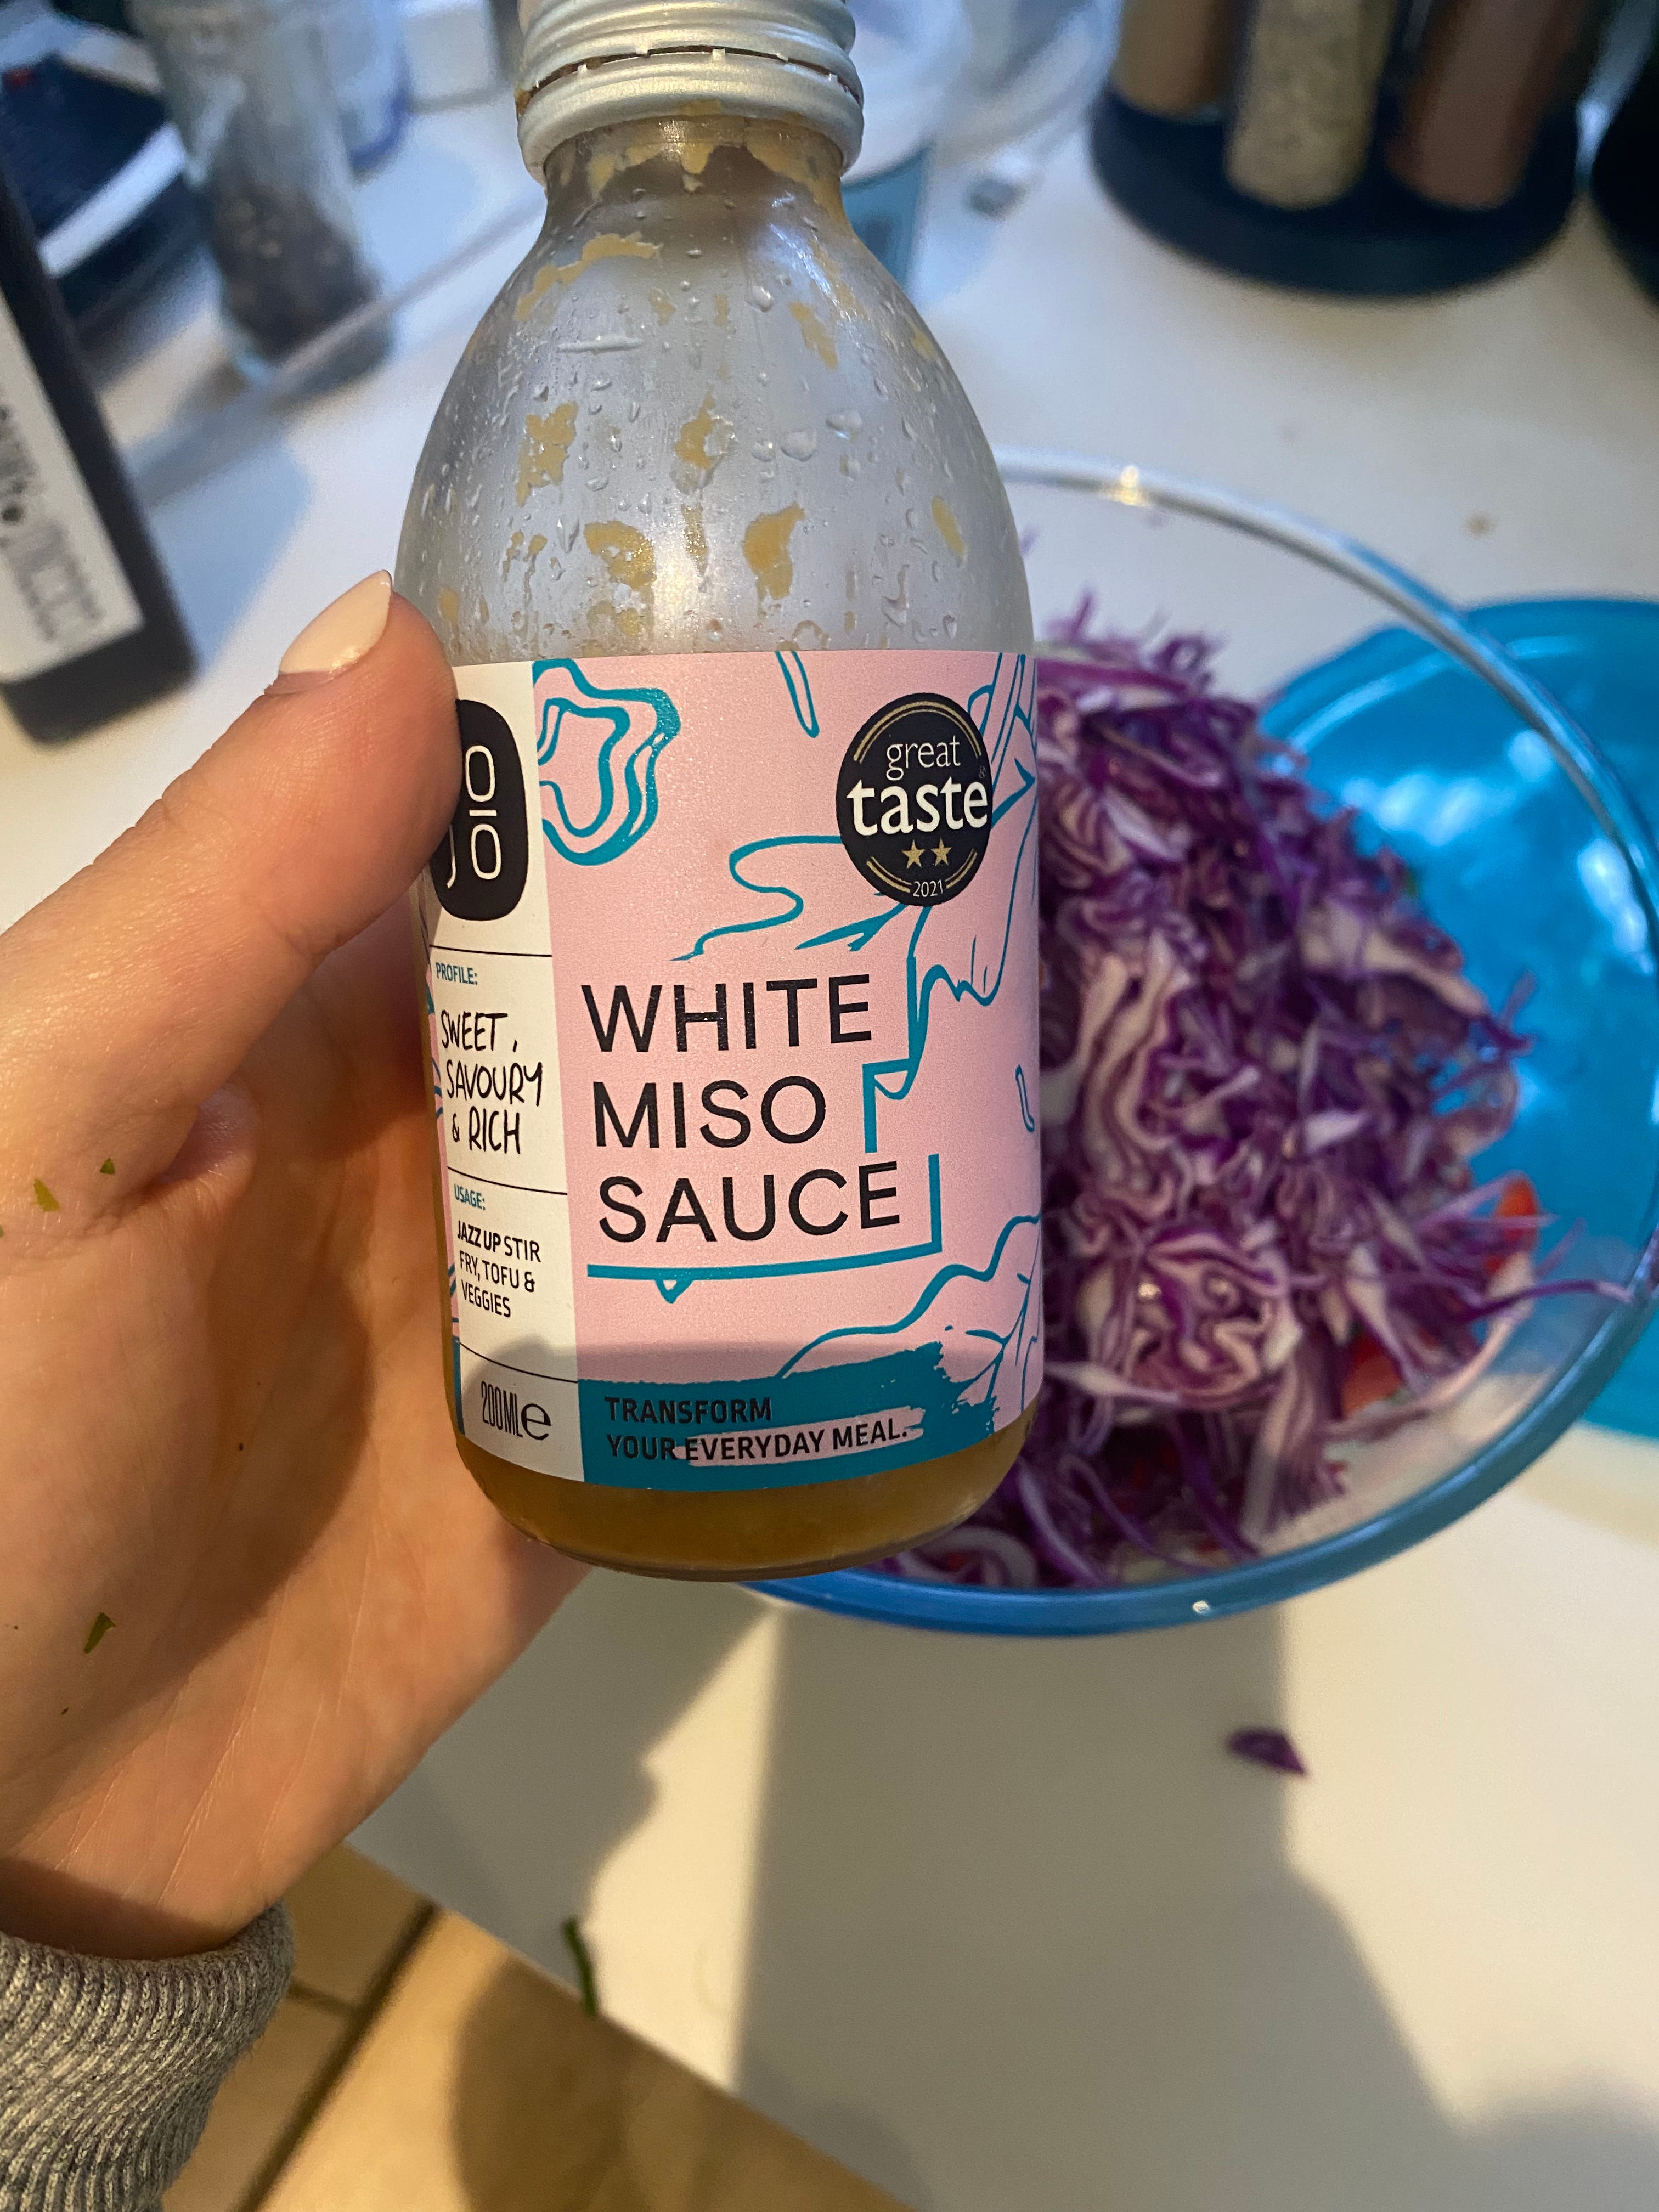 great
taste
2021
PROFILE:
SWEET,
SAVOURY
& RICH
USAGE:
JAZZ UP STIR
FRY, TOFU &
VEGGIES
200ML e
WHITE
MISO
SAUCE
TRANSFORM
YOUR EVERYDAY MEAL.